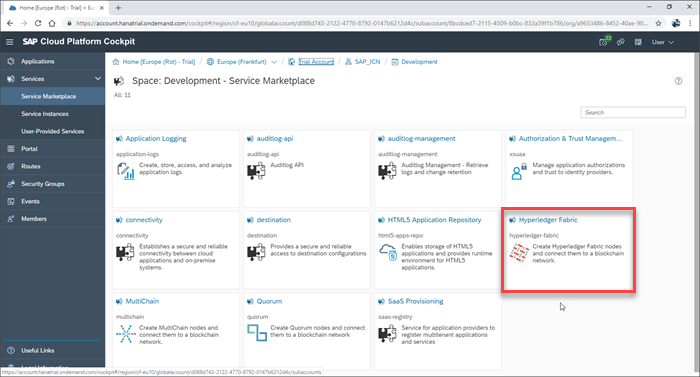 SAP Cloud Platform Cockpit
https://account.hanatrial.ondemand.com/cockpit#/region/cf-eu10/globalaccount/d088d743-2122-4770-8792-0147b6212d4c/subaccount/8bcdced7-2115-4509-b0bc-832a39f1b786/org/a9653486-8452-40ae-90...
SAP Cloud Platform Cockpit
22
User
Applications
Services
Service Marketplace
Service Instances
User-Provided Services
Portal
Routes
Security Groups
Events
Members
Useful Links
Home [Europe (Rot) - Trial] / Europe (Frankfurt) / Trial Account / SAP_ICN / Development
Space: Development - Service Marketplace
All: 11
Search
Application Logging
application-logs
Create, store, access, and analyze
application logs.
auditlog-api
auditlog-api
Auditlog API
auditlog-management
auditlog-management
Auditlog Management - Retrieve
logs and change retention
Authorization & Trust Managem...
xsuaa
Manage application authorizations
and trust to identity providers.
connectivity
connectivity
Establishes a secure and reliable
connectivity between cloud
applications and on-premise
systems.
destination
destination
Provides a secure and reliable
access to destination configurations
HTML5 Application Repository
html5-apps-repo
Enables storage of HTML5
applications and provides runtime
environment for HTML5
applications.
Hyperledger Fabric
hyperledger-fabric
Create Hyperledger Fabric nodes
and connect them to a blockchain
network.
MultiChain
multichain
Create MultiChain nodes and
connect them to a blockchain
network.
Quorum
quorum
Create Quorum nodes and connect
them to a blockchain network.
SaaS Provisioning
saas-registry
Service for application providers to
register multitenant applications
and services
https://account.hanatrial.ondemand.com/cockpit#/region/cf-eu10/globalaccount/d088d743-2122-4770-8792-0147b6212d4c/subaccounts